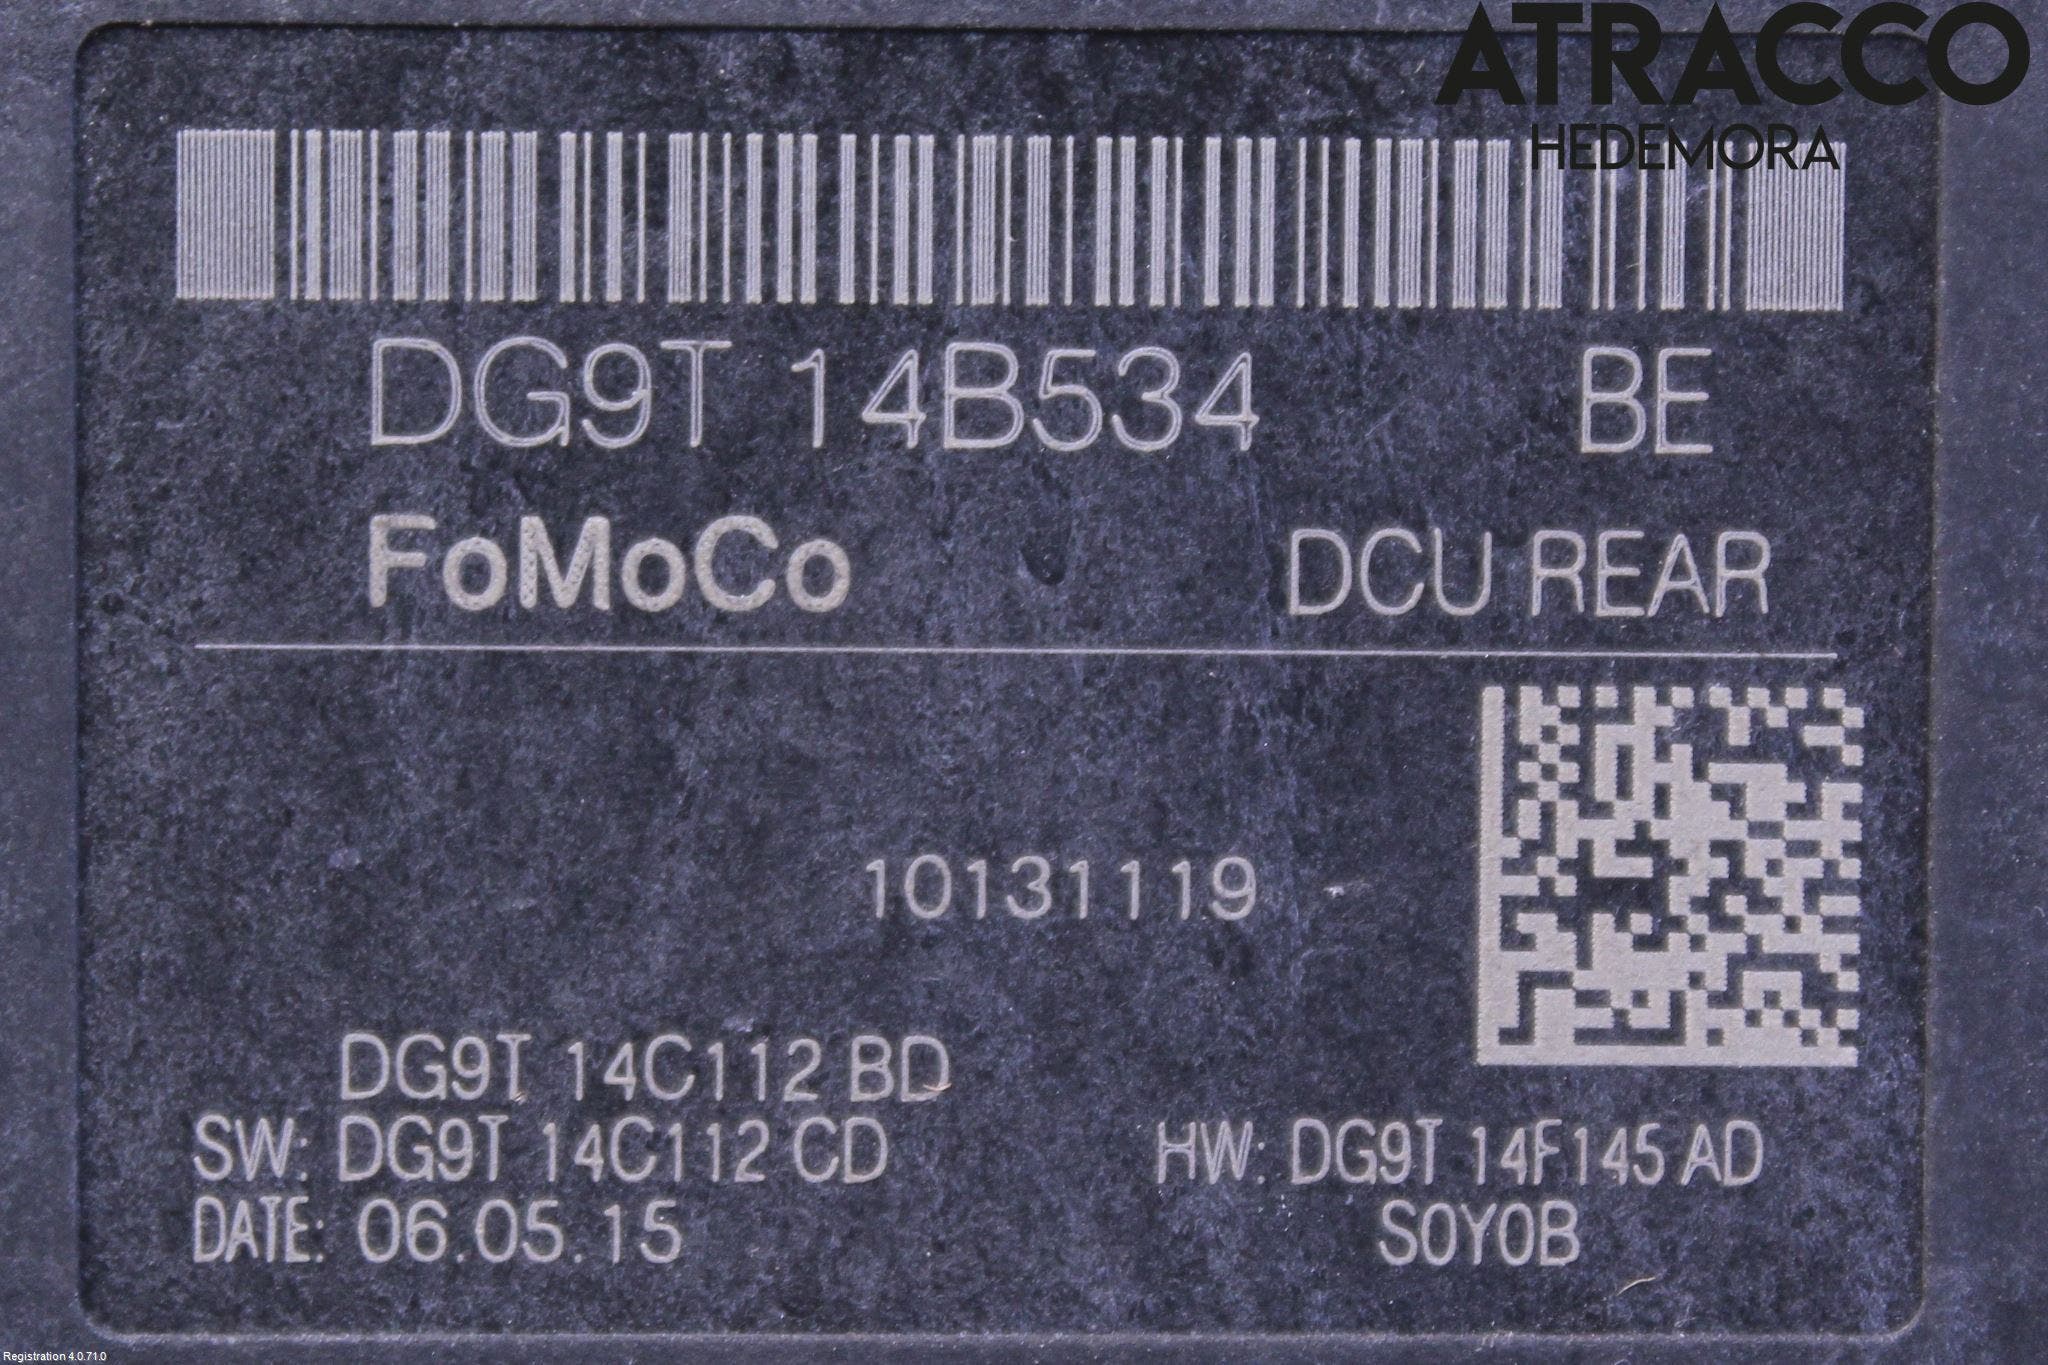 ATRACCO
HEDEMORA
DG9T 14B534 BE
FoMoCo DCU REAR
10131119
DG9T 14C112 BD
SW: DG9T 14C112 CD HW: DG9T 14F145 AD
DATE: 06.05.15 S0Y0B
Registration 4.0.71.0